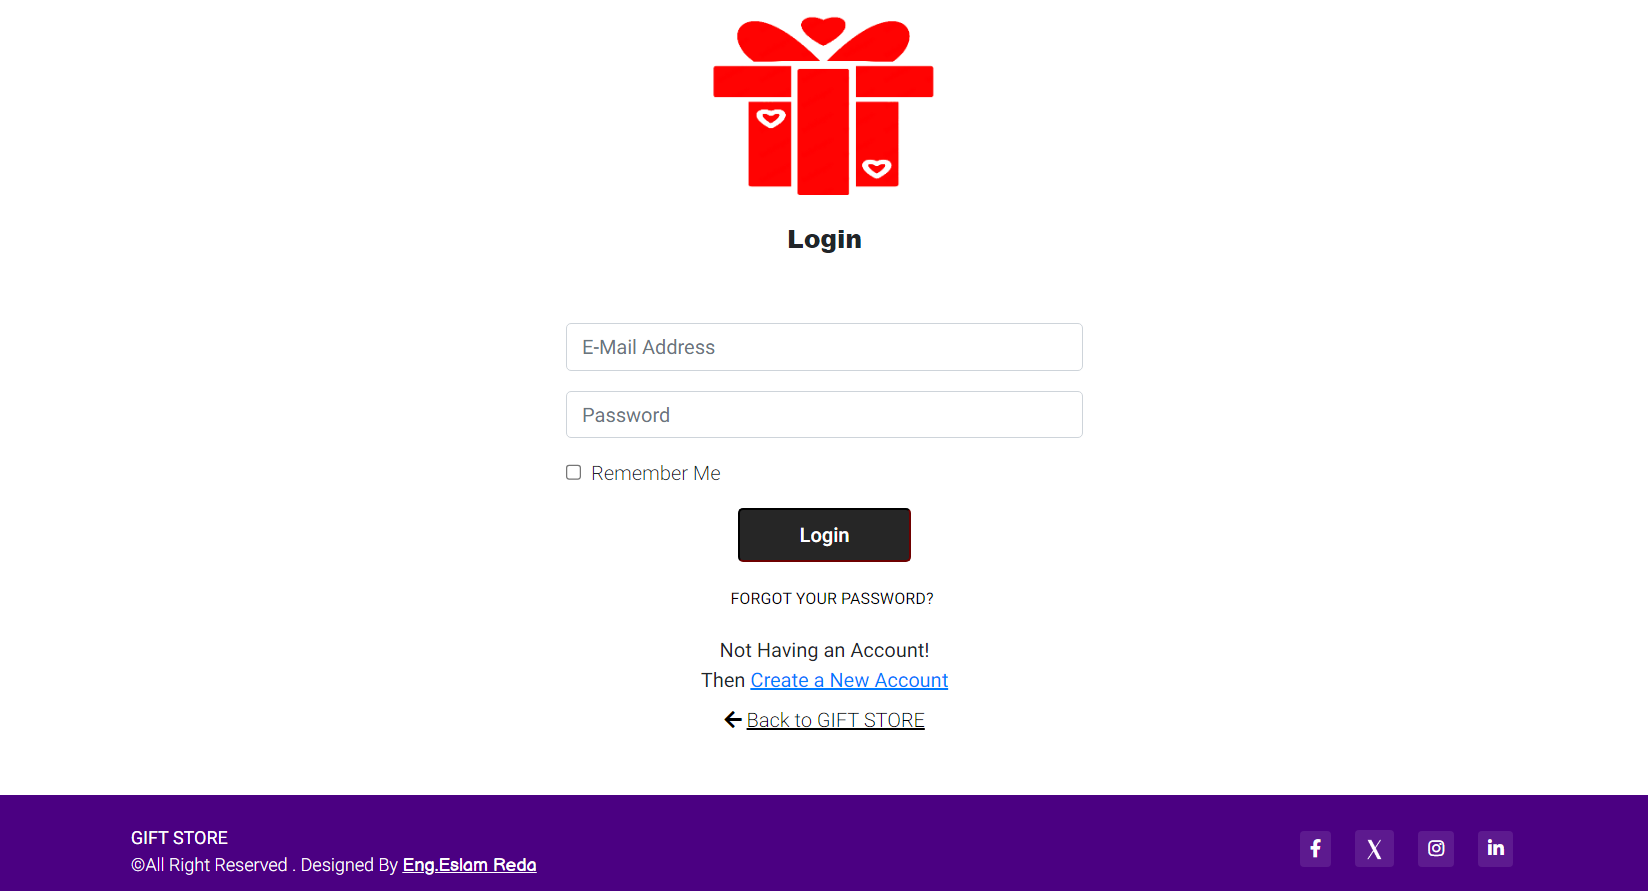 Login
E-Mail Address
Password
Remember Me
Login
FORGOT YOUR PASSWORD?
Not Having an Account!
Then Create a New Account
Back to GIFT STORE
GIFT STORE
©All Right Reserved . Designed By Eng.Eslam Reda